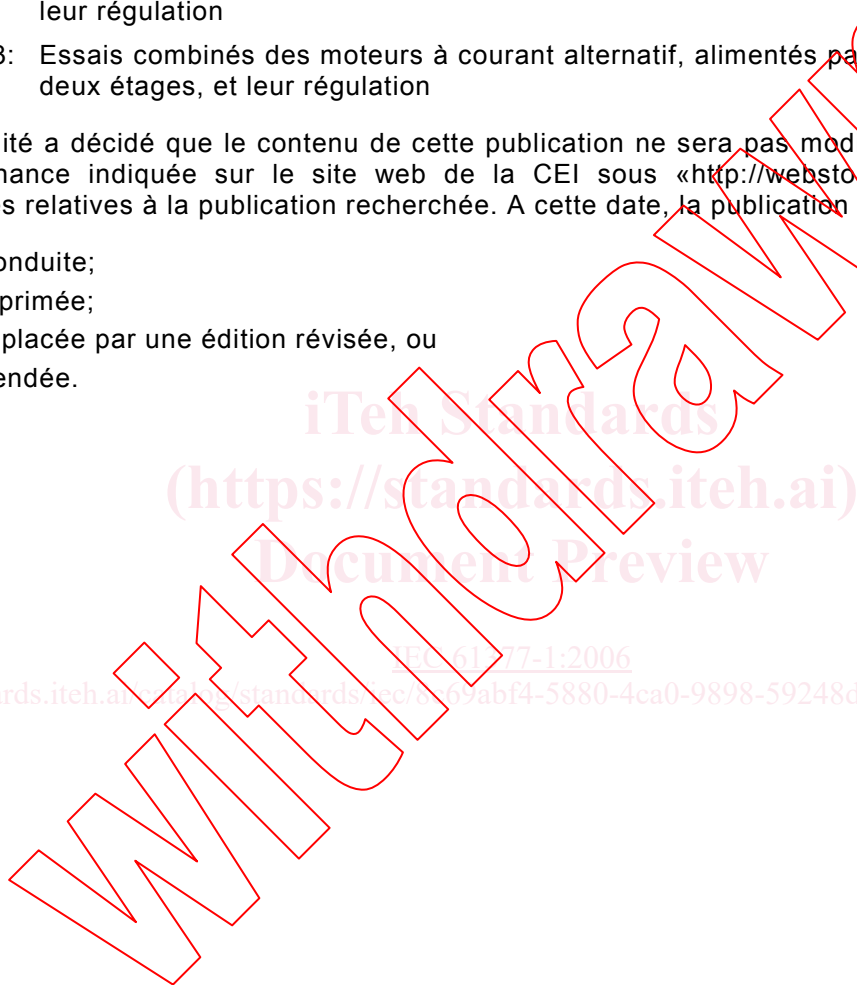 leur régulation
3: Essais combinés des moteurs à courant alternatif, alimentés pa
deux étages, et leur régulation
ité a décidé que le contenu de cette publication ne sera pas mod
nance indiquée sur le site web de la CEI sous «http://websto
s relatives à la publication recherchée. A cette date, la publication
onduite;
primée;
placée par une édition révisée, ou
endée.
iTeh Standards
(https://standards.iteh.ai)
Document Preview
IEC 61377-1:2006
rds.iteh.ai/catalog/standards/iec/8c69abf4-5880-4ca0-9898-59248d
withdrawn